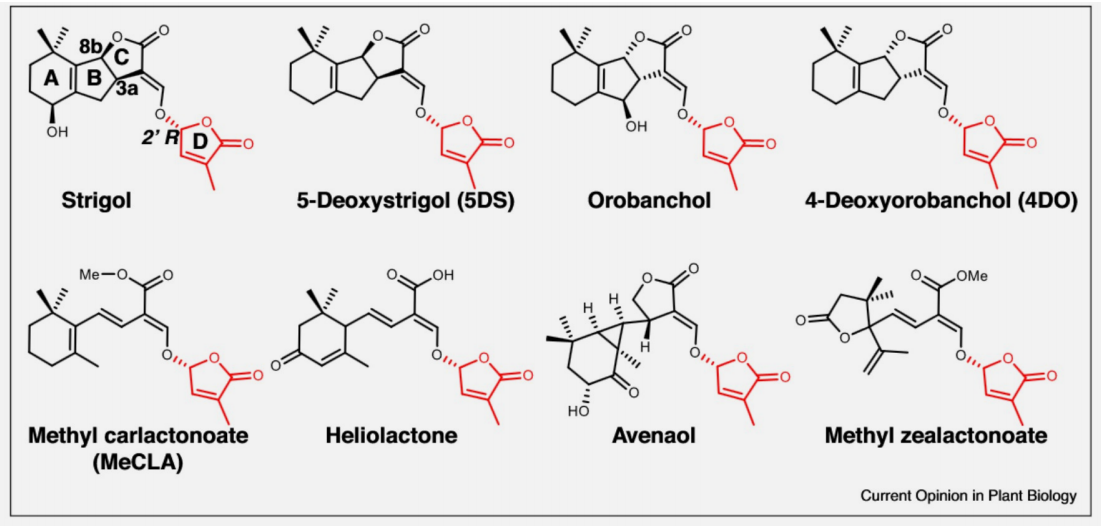 O
O
8b
C
A
B
3a
OH
O
O
2' R
D
O
Strigol
O
O
O
O
O
5-Deoxystrigol (5DS)
O
O
OH
O
O
O
Orobanchol
O
O
O
O
O
4-Deoxyorobanchol (4DO)
Me
O
O
O
O
O
Methyl carlactonoate
(MeCLA)
O
OH
O
O
O
O
Heliolactone
O
O
H
H
H
O
O
O
O
HO
Avenaol
O
OMe
O
O
O
O
O
Methyl zealactonoate
Current Opinion in Plant Biology